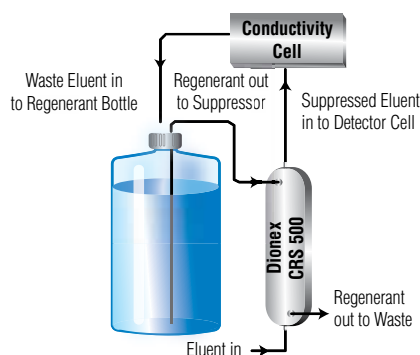 Conductivity
Cell
Waste Eluent in
to Regenerant Bottle
Regenerant out
to Suppressor
Suppressed Eluent
in to Detector Cell
Dionex
CRS 500
Regenerant
out to Waste
Eluent in